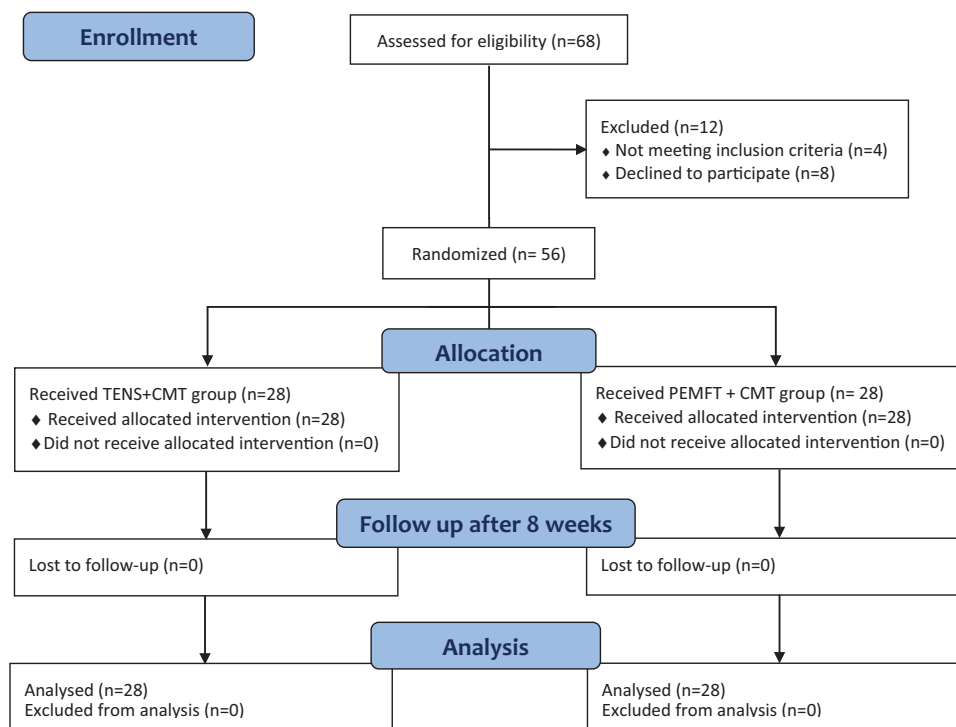 Enrollment
Assessed for eligibility (n=68)
Excluded (n=12)
♦ Not meeting inclusion criteria (n=4)
♦ Declined to participate (n=8)
Randomized (n= 56)
Allocation
Received TENS+CMT group (n=28)
♦ Received allocated intervention (n=28)
♦Did not receive allocated intervention (n=0)
Received PEMFT + CMT group (n= 28)
♦ Received allocated intervention (n=28)
♦Did not receive allocated intervention (n=0)
Follow up after 8 weeks
Lost to follow-up (n=0)
Lost to follow-up (n=0)
Analysis
Analysed (n=28)
Excluded from analysis (n=0)
Analysed (n=28)
Excluded from analysis (n=0)